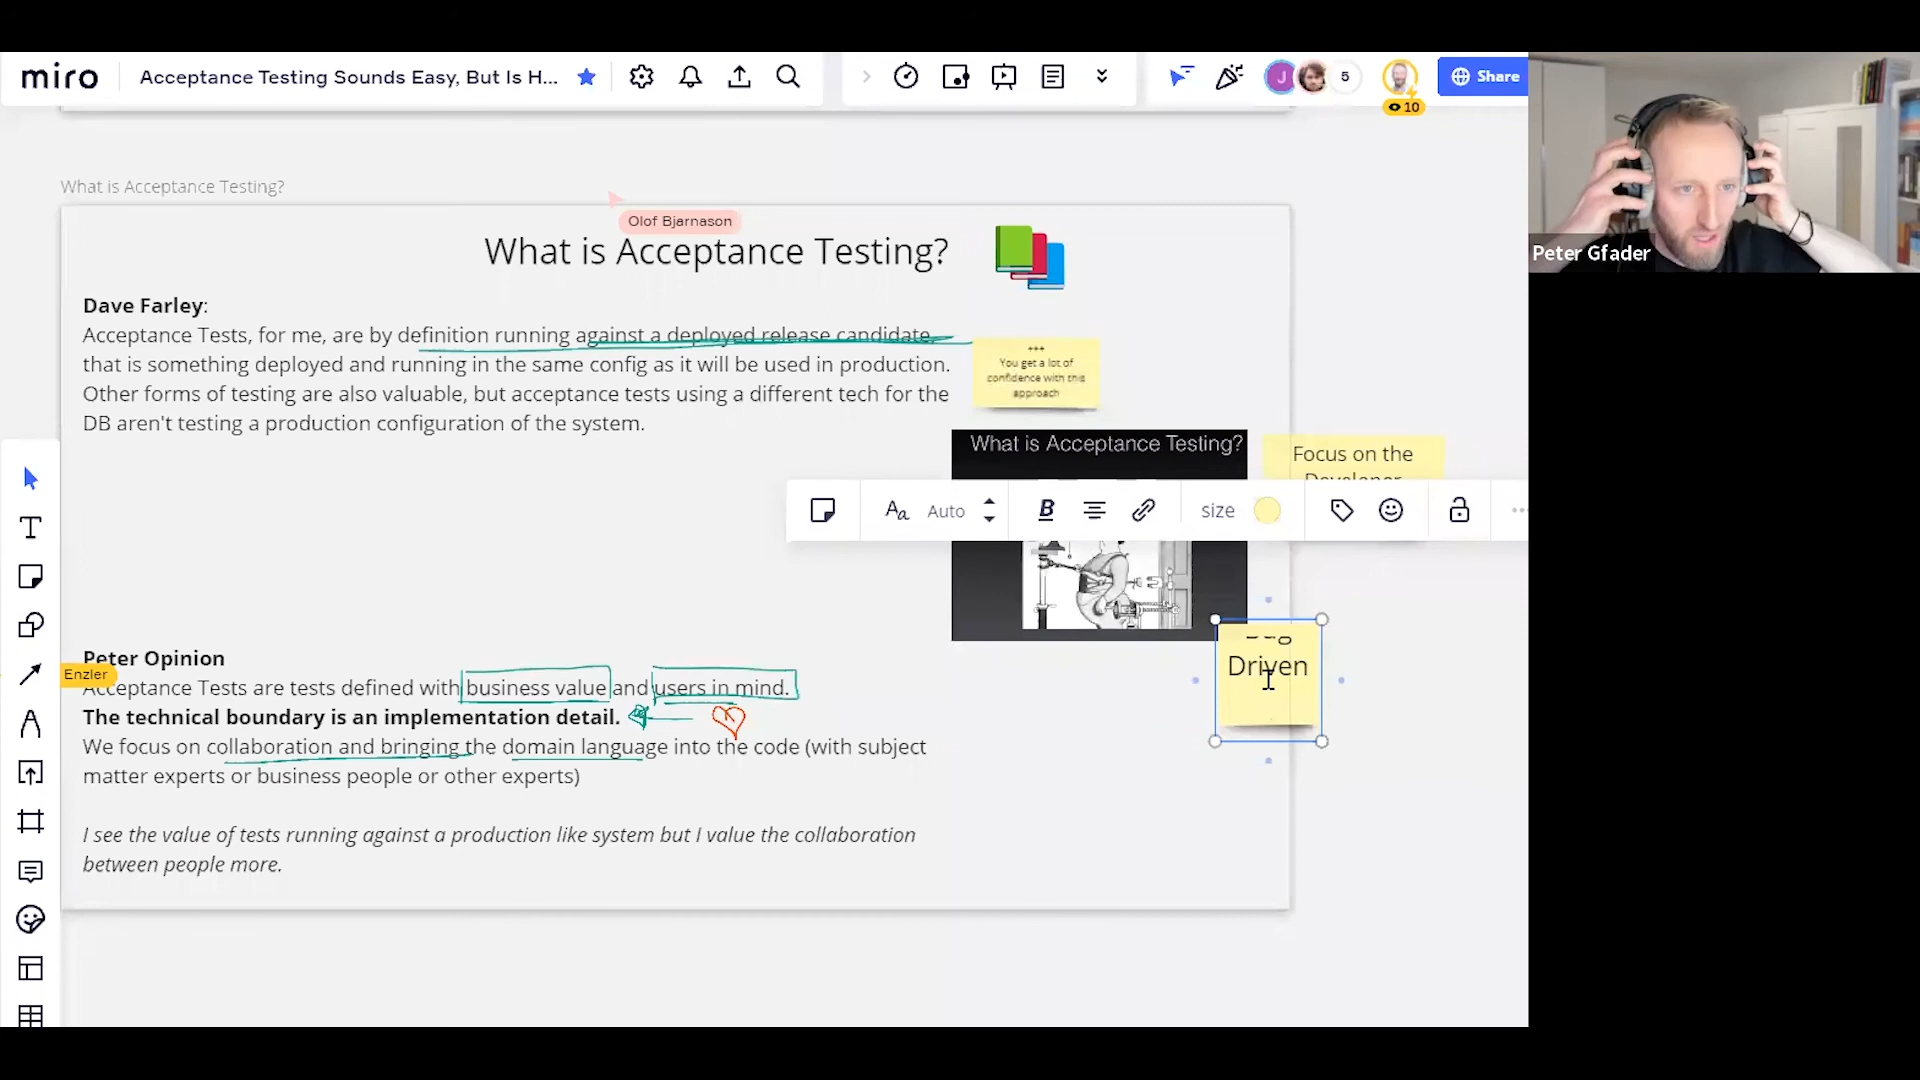 miro
Acceptance Testing Sounds Easy, But Is H...
5
Share
10
What is Acceptance Testing?
Olof Bjarnason
What is Acceptance Testing?
Peter Gfader
Dave Farley:
Acceptance Tests, for me, are by definition running against a deployed release candidate,
that is something deployed and running in the same config as it will be used in production.
Other forms of testing are also valuable, but acceptance tests using a different tech for the
DB aren't testing a production configuration of the system.
+++
You get a lot of
confidence with this
approach
What is Acceptance Testing?
Focus on the
Developer
Aa
Auto
B
size
Driven
Peter Opinion
Enzler
Acceptance Tests are tests defined with business value and users in mind.
The technical boundary is an implementation detail.
We focus on collaboration and bringing the domain language into the code (with subject
matter experts or business people or other experts)
I see the value of tests running against a production like system but I value the collaboration
between people more.